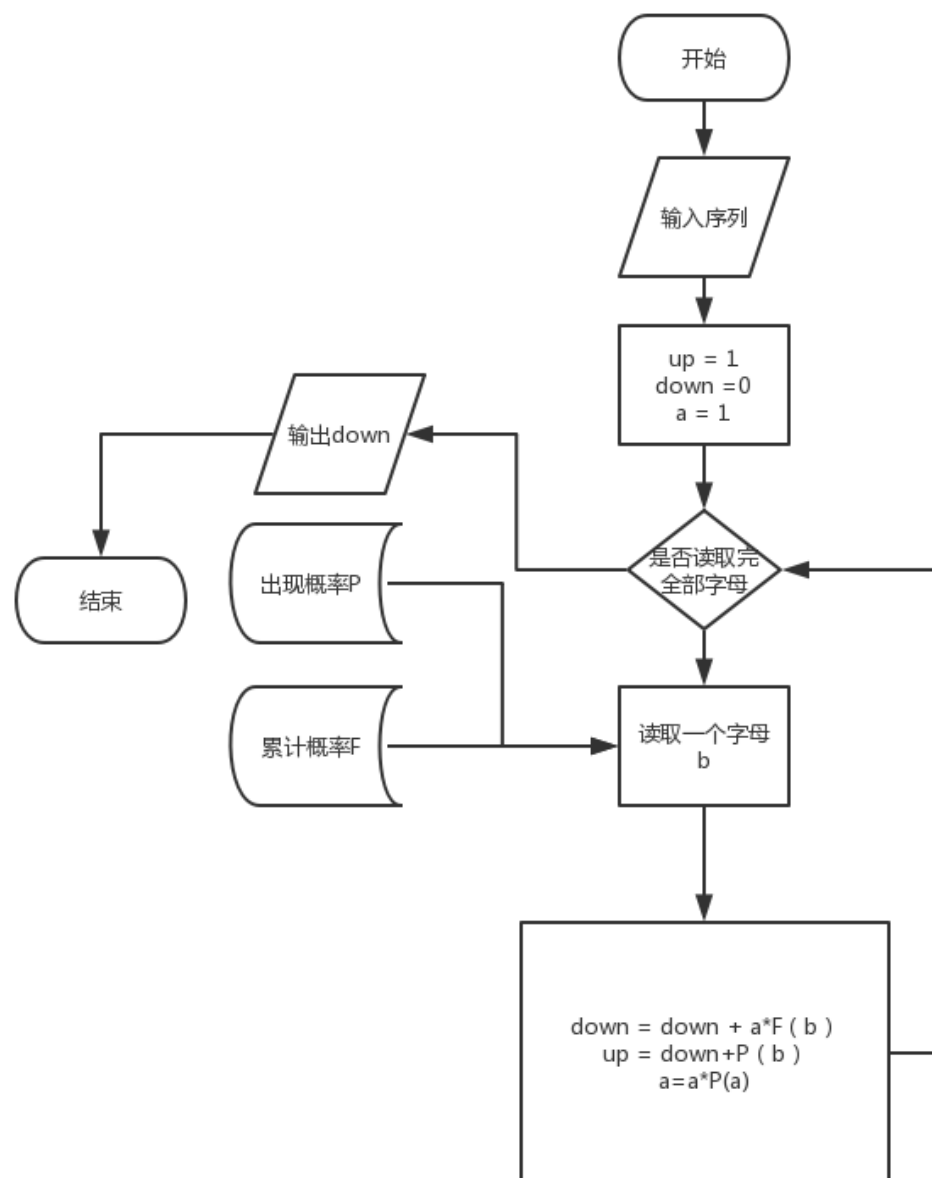 开始
输入序列
up = 1
down =0
a = 1
输出down
是否读取完
全部字母
出现概率P
结束
累计概率F
读取一个字母
b
down = down + a*F ( b )
up = down+P ( b )
a=a*P(a)